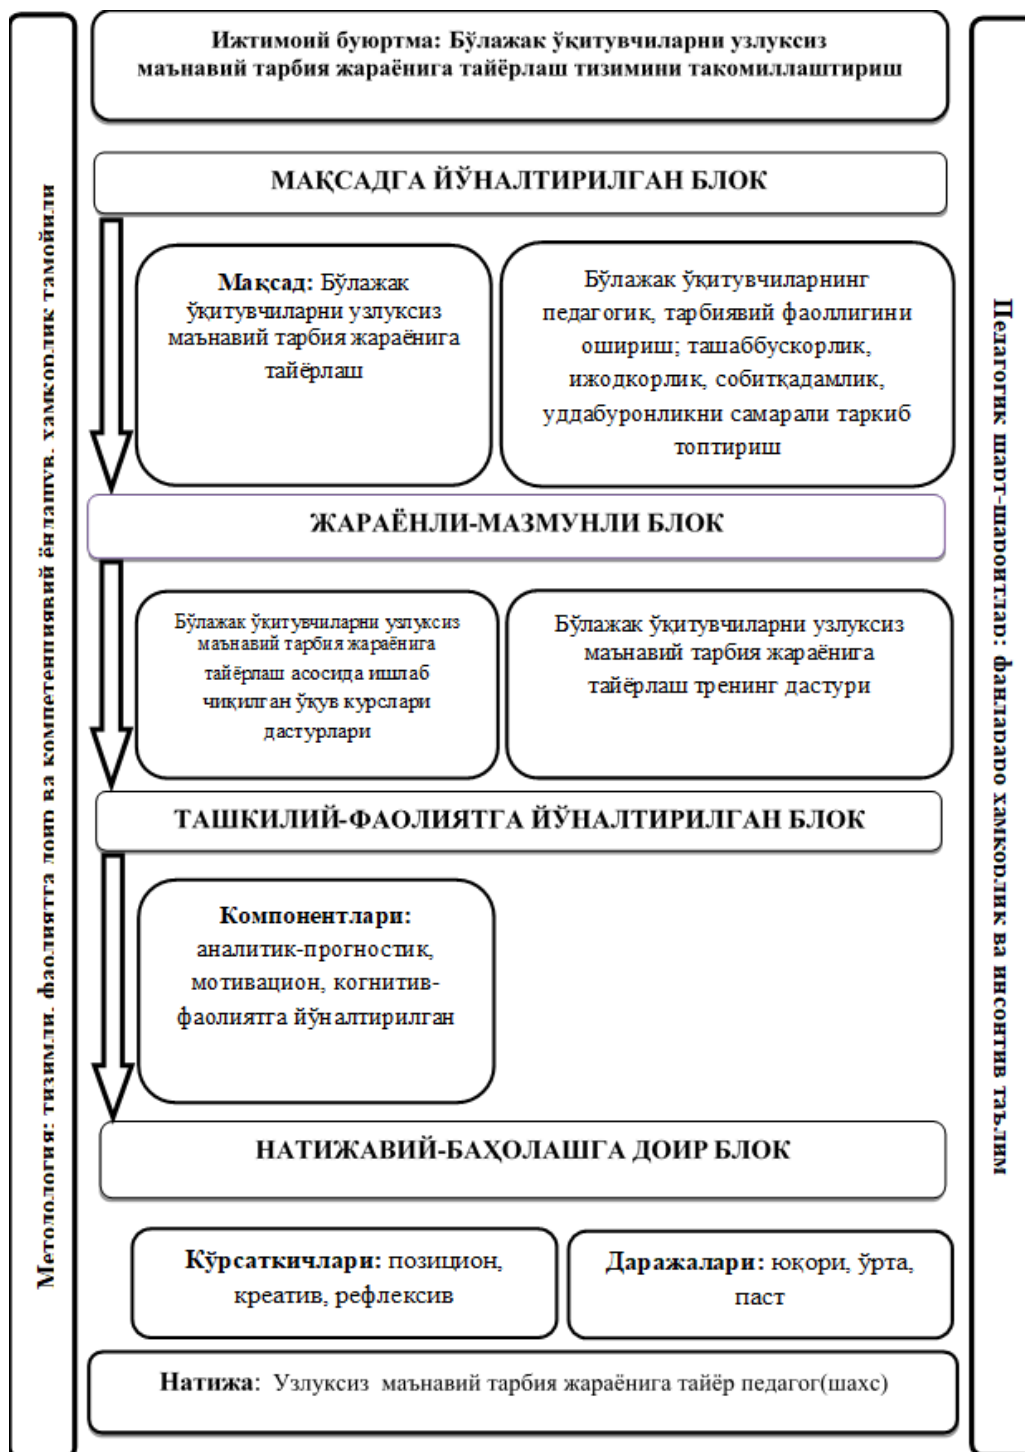 Ижтимоий буюртма: Бўлажак ўқитувчиларни узлуксиз
маънавий тарбия жараёнига тайёрлаш тизимини такомиллаштириш
МАҚСАДГА ЙЎНАЛТИРИЛГАН БЛОК
Мақсад: Бўлажак
ўқитувчиларни узлуксиз
маънавий тарбия жараёнига
тайёрлаш
Бўлажак ўқитувчиларнинг
педагогик, тарбиявий фаоллигини
ошириш; ташаббускорлик,
ижодкорлик, собитқадамлик,
уддабуронликни самарали таркиб
топтириш
ЖАРАЁНЛИ-МАЗМУНЛИ БЛОК
Бўлажак ўқитувчиларни узлуксиз
маънавий тарбия жараёнига
тайёрлаш асосида ишлаб
чиқилган ўқув курслари
дастурлари
Бўлажак ўқитувчиларни узлуксиз
маънавий тарбия жараёнига
тайёрлаш тренинг дастури
ТАШКИЛИЙ-ФАОЛИЯТГА ЙЎНАЛТИРИЛГАН БЛОК
Компонентлари:
аналитик-прогностик,
мотивацион, когнитив-
фаолиятга йўналтирилган
НАТИЖАВИЙ-БАҲОЛАШГА ДОИР БЛОК
Кўрсаткичлари: позицион,
креатив, рефлексив
Даражалари: юқори, ўрта,
паст
Натижа: Узлуксиз маънавий тарбия жараёнига тайёр педагог(шахс)
Методология: тизимли, фаолиятга доир ва компетенциявий ёндашув, ҳамкорлик тамойили
Педагогик шарт-шароитлар: фанлараро ҳамкорлик ва инсонтив таълим